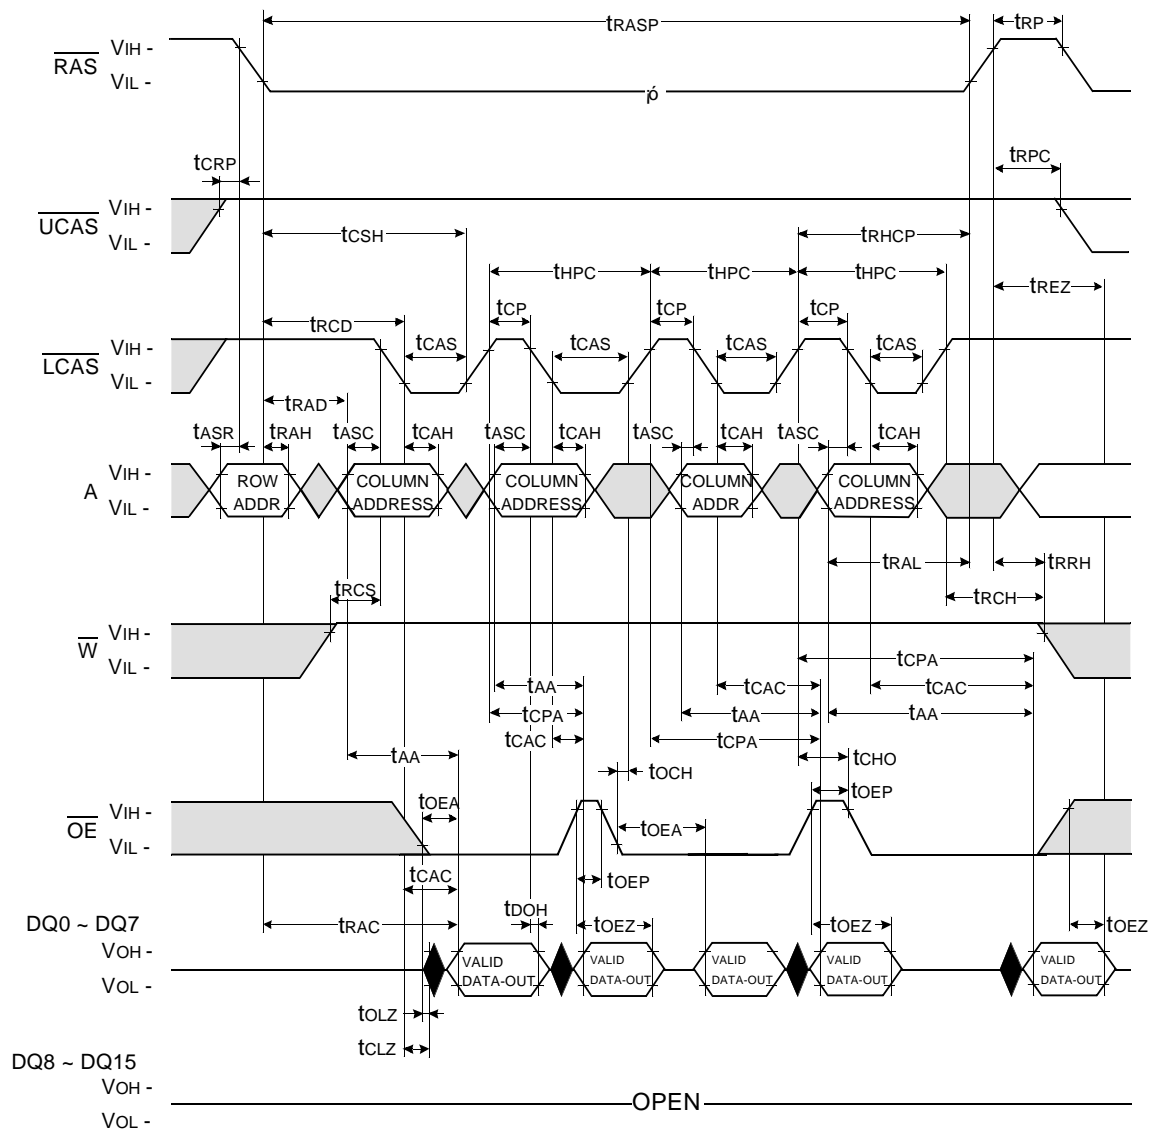 tRASP tRP
RAS VIH -
VIL -
ṕ
tCRP tRPC
UCAS VIH -
VIL -
tCSH tRHCP
tHPC tHPC tHPC
tREZ
tCP tCP tCP
tRCD
tCAS tCAS tCAS tCAS
LCAS VIH -
VIL -
tRAD
tASR tRAH tASC tCAH tASC tCAH tASC tCAH tASC tCAH
A VIH -
VIL -
ROW ADDR
COLUMN ADDRESS
COLUMN ADDRESS
COLUMN ADDR
COLUMN ADDRESS
tRAL tRRH
tRCS tRCH
W VIH -
VIL -
tCPA
tAA tCAC tCAC
tCPA tAA tAA
tCAC tCPA
tAA tOCH tCHO
tOEA tOEP
OE VIH -
VIL -
tOEA
tCAC tOEP
tDOH
DQ0 ~ DQ7
tRAC tOEZ tOEZ tOEZ
VOH -
VOL -
VALID DATA-OUT
VALID DATA-OUT
VALID DATA-OUT
VALID DATA-OUT
VALID DATA-OUT
tOLZ
tCLZ
DQ8 ~ DQ15
VOH -
VOL -
OPEN